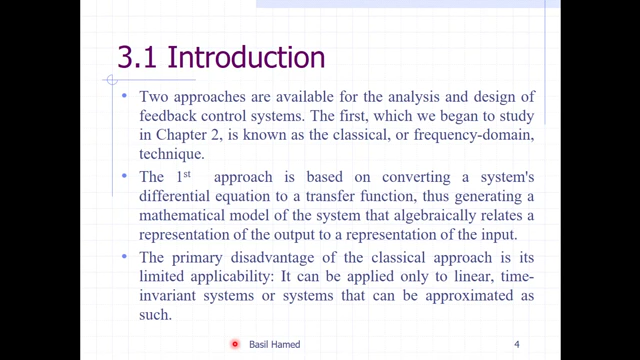 3.1 Introduction
• Two approaches are available for the analysis and design of
feedback control systems. The first, which we began to study
in Chapter 2, is known as the classical, or frequency-domain,
technique.
• The 1st approach is based on converting a system's
differential equation to a transfer function, thus generating a
mathematical model of the system that algebraically relates a
representation of the output to a representation of the input.
• The primary disadvantage of the classical approach is its
limited applicability: It can be applied only to linear, time-
invariant systems or systems that can be approximated as
such.
Basil Hamed
4